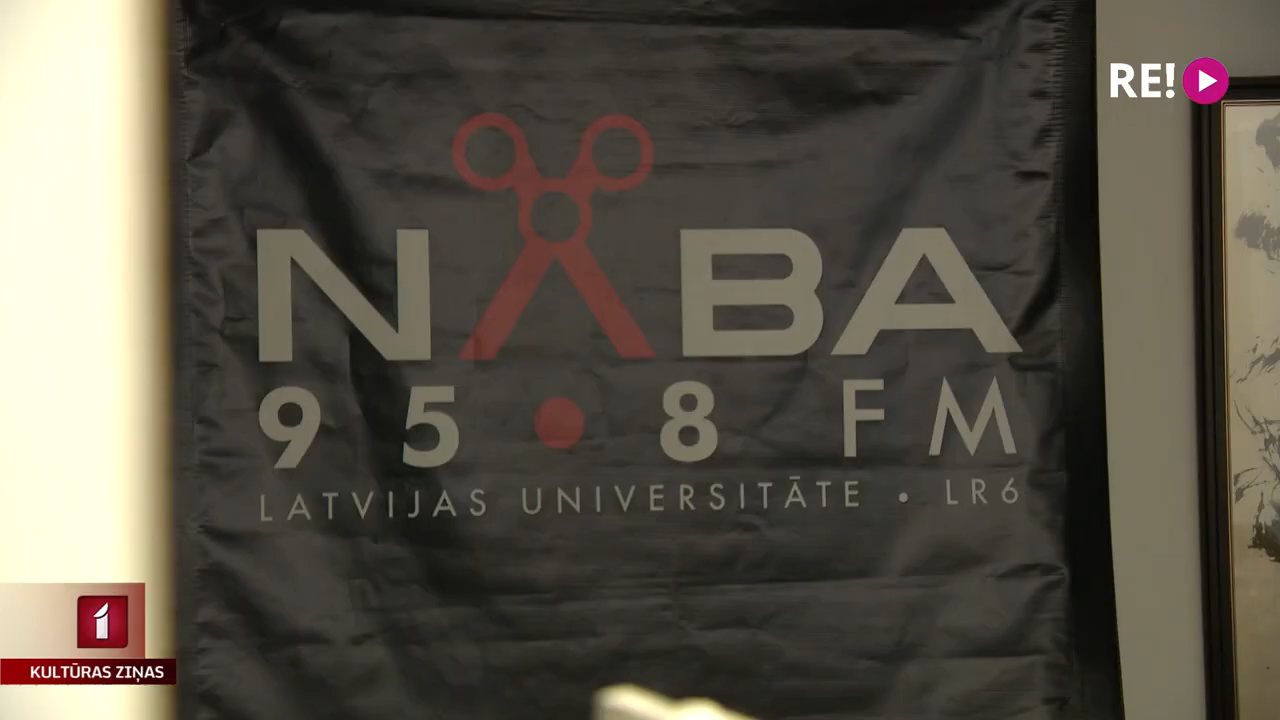 RE!
NABA
95.8 FM
LATVIJAS UNIVERSITĀTE • LR6
1
KULTŪRAS ZIŅAS